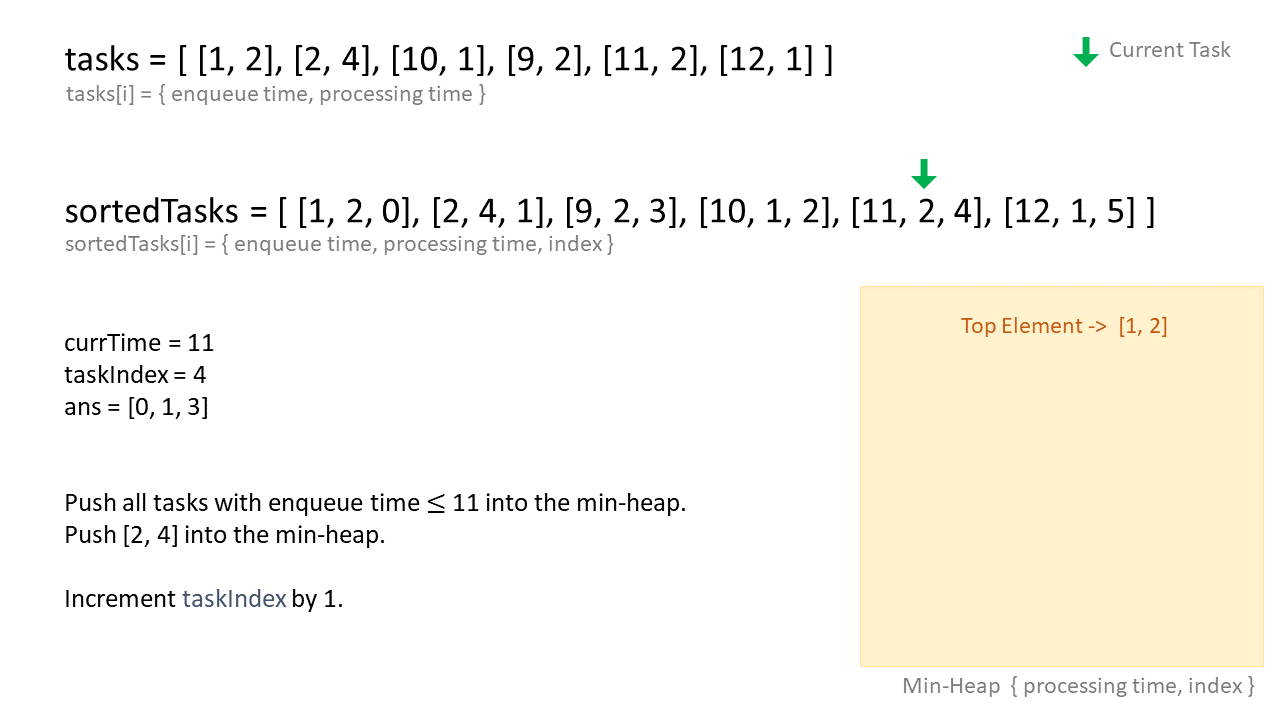 tasks = [ [1, 2], [2, 4], [10, 1], [9, 2], [11, 2], [12, 1] ]
Current Task
tasks[i] = { enqueue time, processing time }
sortedTasks = [ [1, 2, 0], [2, 4, 1], [9, 2, 3], [10, 1, 2], [11, 2, 4], [12, 1, 5] ]
sortedTasks[i] = { enqueue time, processing time, index }
currTime = 11
taskIndex = 4
ans = [0, 1, 3]
Push all tasks with enqueue time ≤ 11 into the min-heap.
Push [2, 4] into the min-heap.
Increment taskIndex by 1.
Top Element -> [1, 2]
Min-Heap { processing time, index }